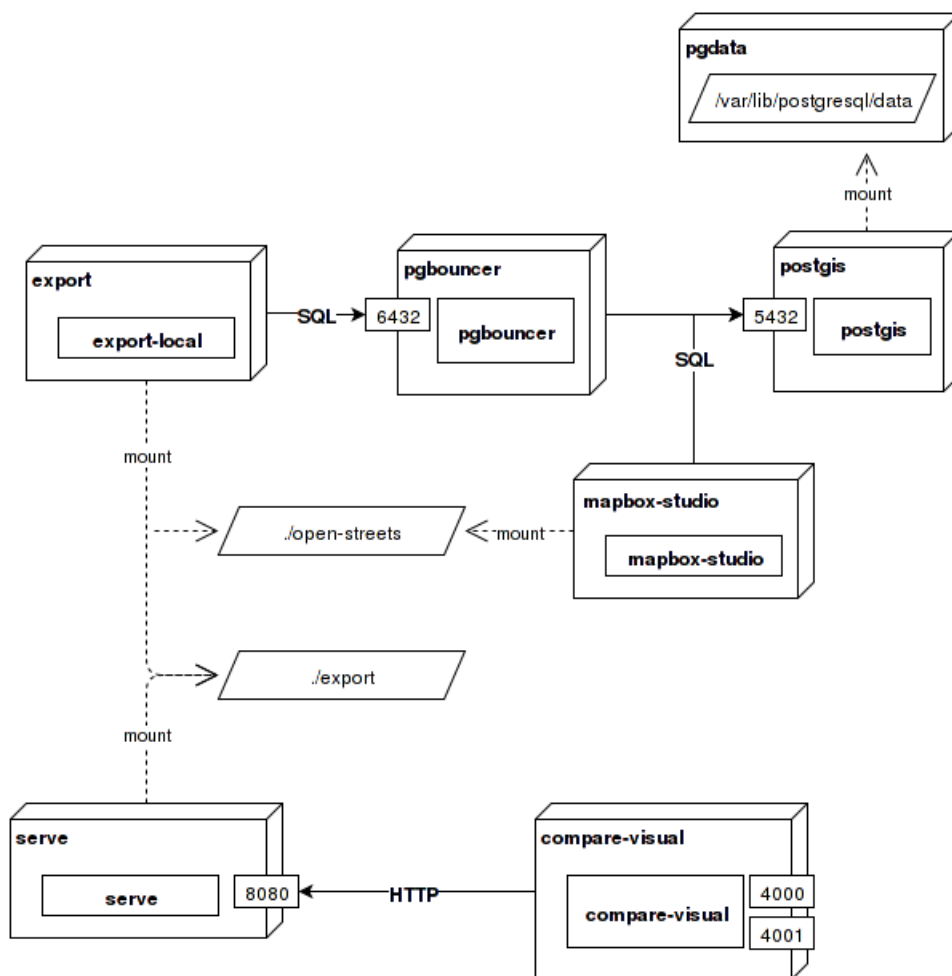 pgdata
/var/lib/postgresql/data
mount
export
export-local
SQL
pgbouncer
6432
pgbouncer
postgis
5432
postgis
SQL
mount
mapbox-studio
mapbox-studio
./open-streets
mount
./export
mount
serve
serve
8080
HTTP
compare-visual
compare-visual
4000
4001